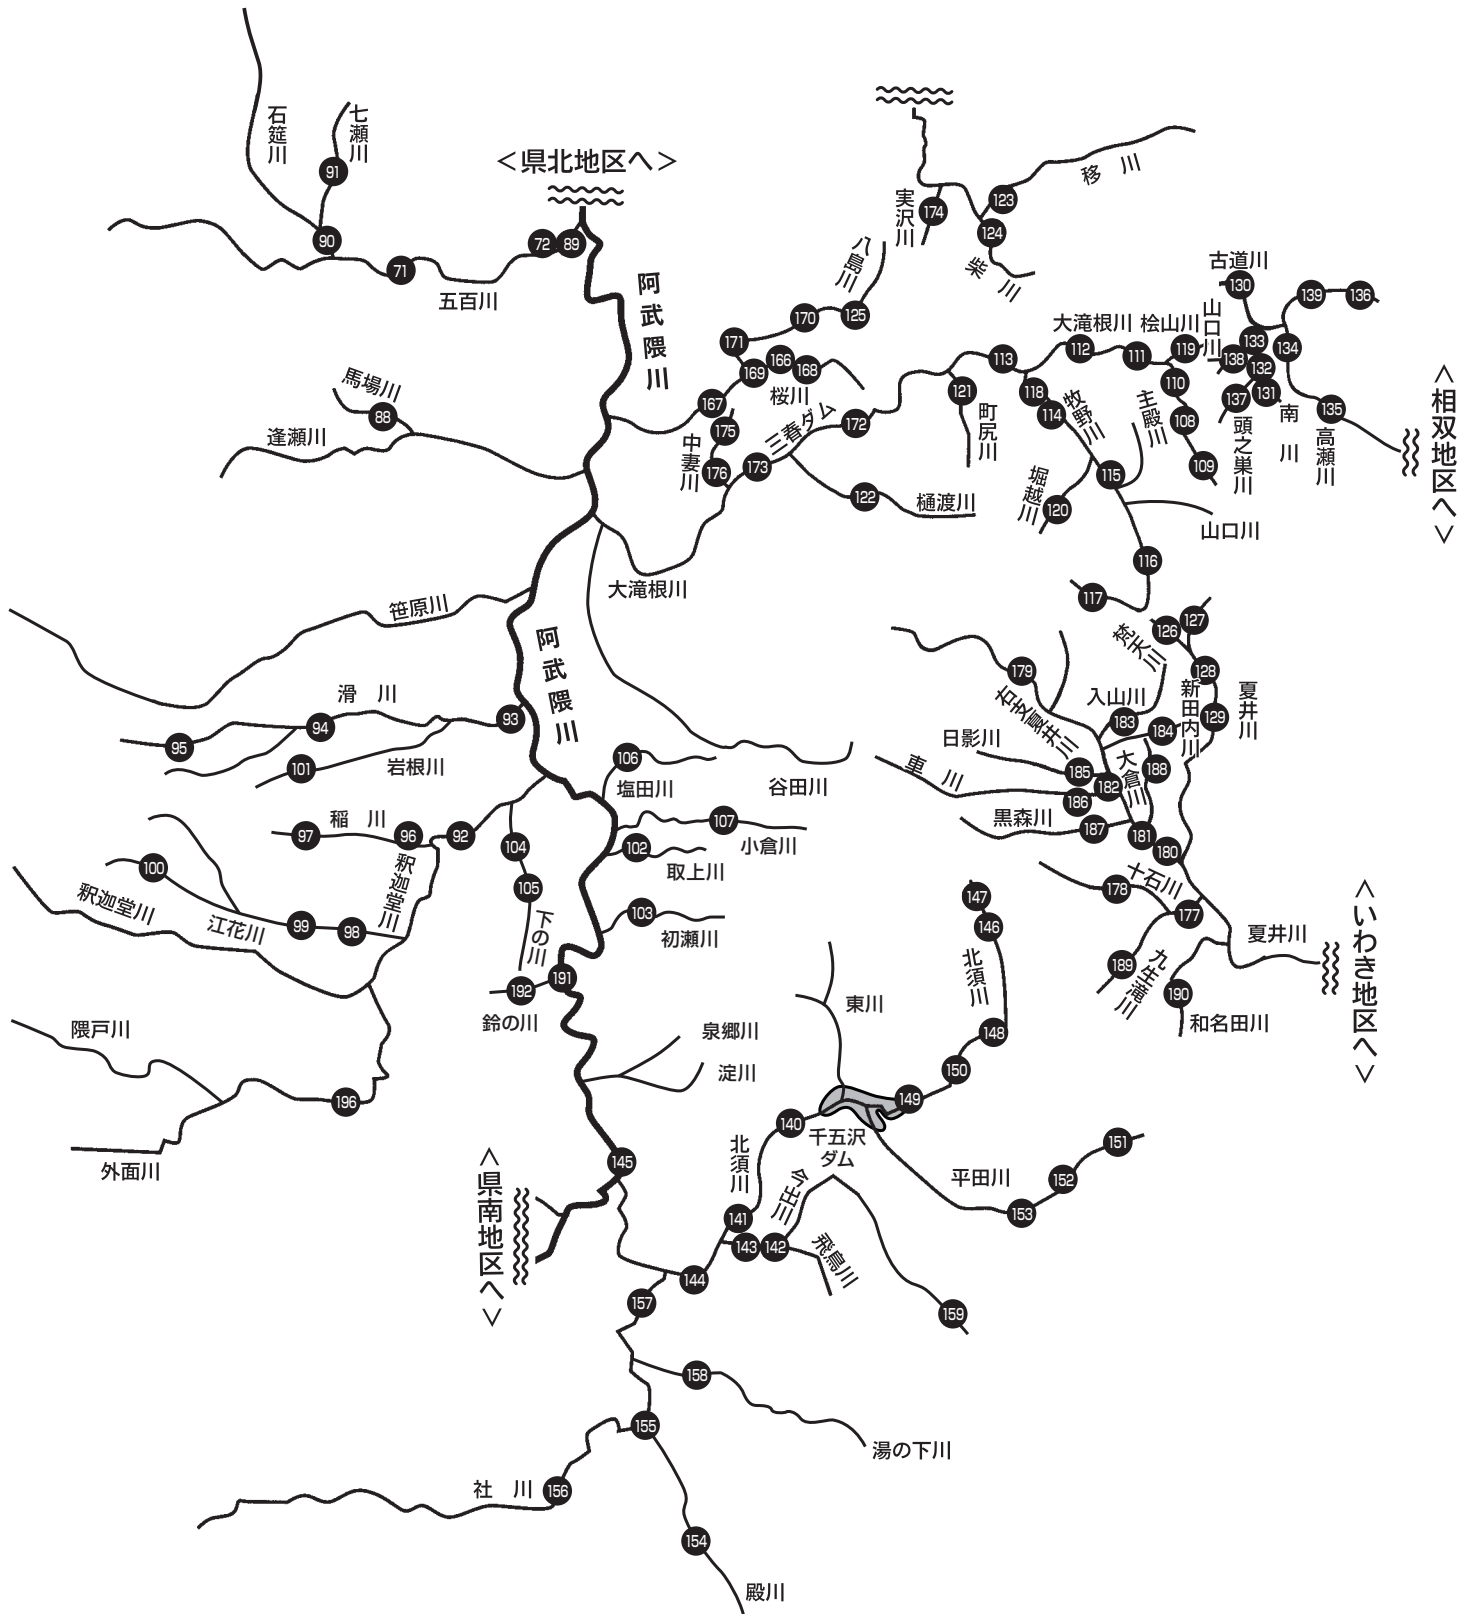 石筵川
七瀬川
91
90
71
72
89
五百川
＜県北地区へ＞
阿武隈川
馬場川
88
逢瀬川
実沢川
174
移　川
123
124
柴　川
八島川
170
125
171
166
169
168
桜川
167
175
中妻川
176
173
三春ダム
172
122
樋渡川
大滝根川
121
町尻川
113
大滝根川
112
111
桧山川
119
110
108
109
118
114
牧野川
主殿川
115
堀越川
120
山口川
116
117
古道川
130
山口川
139
136
133
134
138
132
137
131
頭之巣川
南　川
135
高瀬川
＜相双地区へ＞
笹原川
阿武隈川
滑　川
93
94
95
101
岩根川
谷田川
106
塩田川
107
小倉川
102
取上川
103
初瀬川
稲　川
97
96
92
104
105
下の川
釈迦堂川
100
釈迦堂川
江花川
99
98
191
192
鈴の川
隈戸川
196
外面川
泉郷川
淀川
145
＜県南地区へ＞
梵天川
126
127
128
新田内川
129
夏井川
179
右支夏井川
入山川
183
184
日影川
185
大倉川
188
車　川
182
186
黒森川
187
181
180
十石川
178
177
夏井川
189
九生滝川
190
和名田川
＜いわき地区へ＞
147
146
北須川
148
150
149
東川
140
千五沢
ダム
北須川
今出川
平田川
151
152
153
141
143
142
飛鳥川
159
144
157
158
湯の下川
155
社　川
156
154
殿川